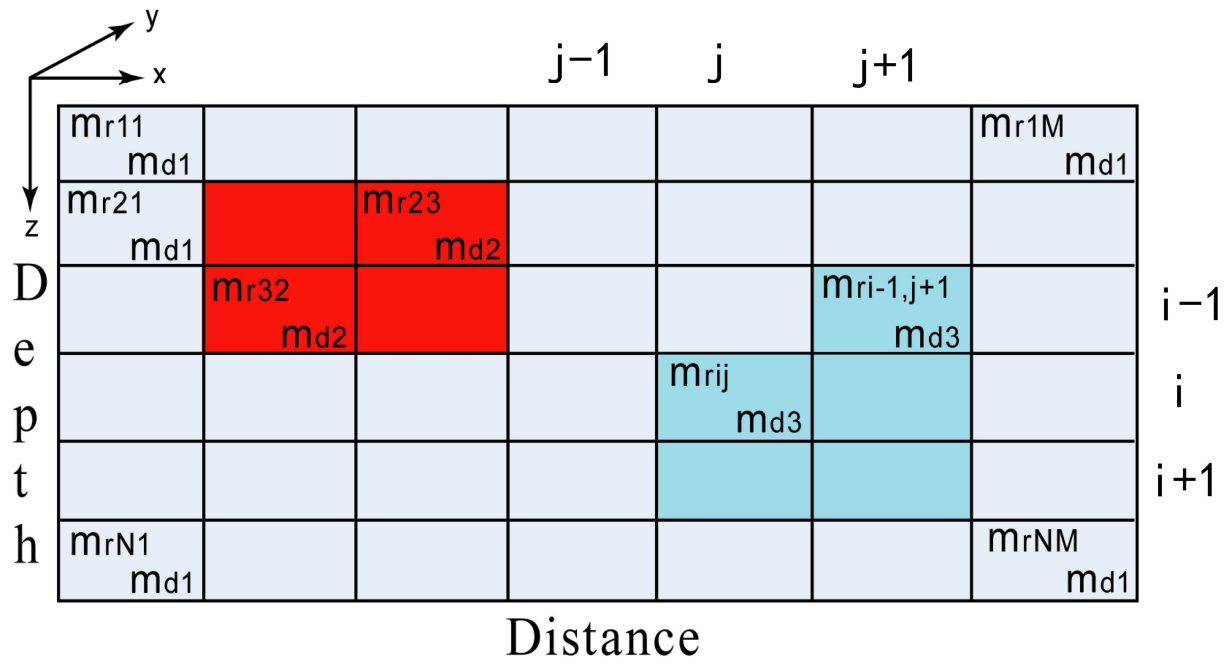 y
x
z
j-1 j j+1
mr11 md1 mr1M md1
mr21 md1 mr23 md2
mr32 md2 mri-1,j+1 md3 i-1
mrij md3 i
i+1
mrN1 md1 mrNM md1
Depth
Distance